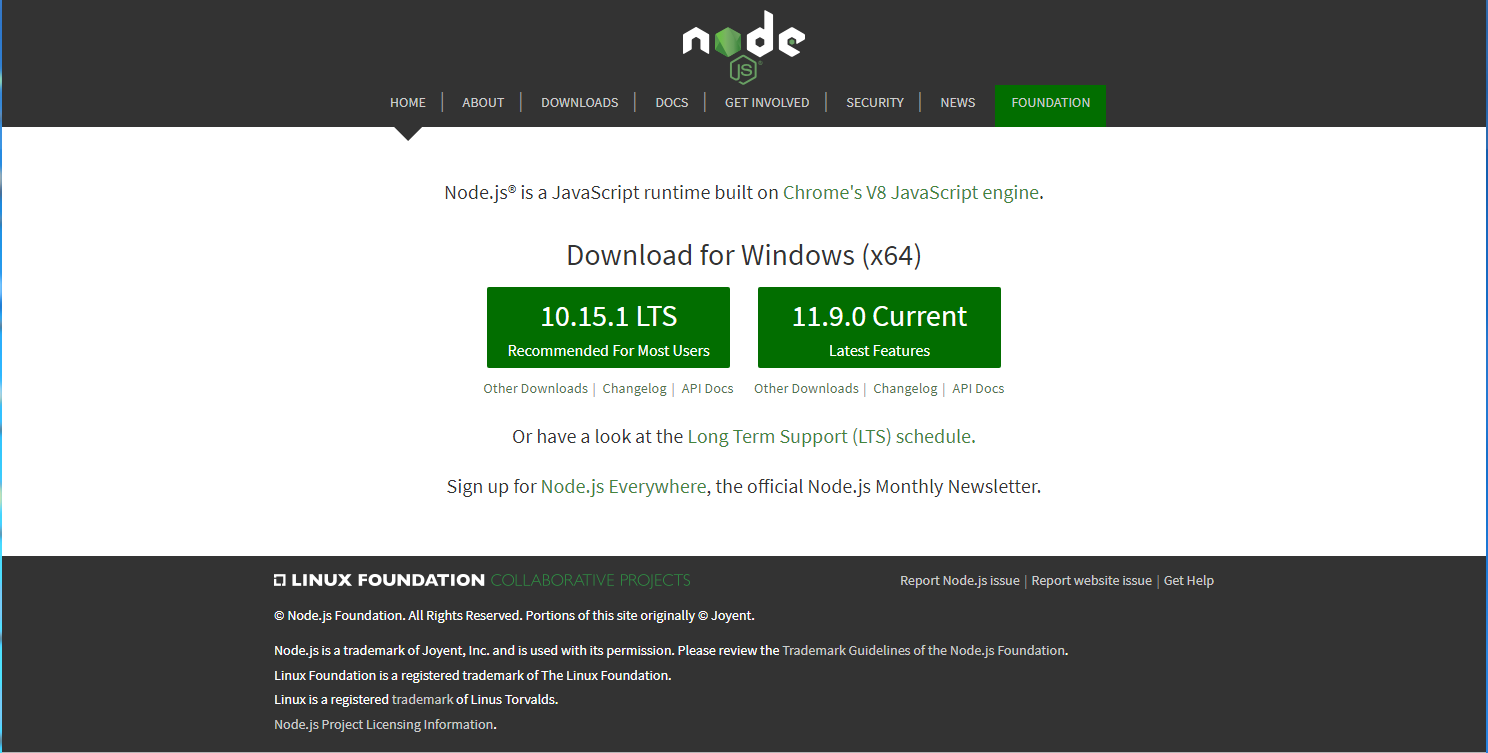 node
JS
HOME | ABOUT | DOWNLOADS | DOCS | GET INVOLVED | SECURITY | NEWS FOUNDATION
Node.js® is a JavaScript runtime built on Chrome's V8 JavaScript engine.
Download for Windows (x64)
10.15.1 LTS
Recommended For Most Users
11.9.0 Current
Latest Features
Other Downloads | Changelog | API Docs
Other Downloads | Changelog | API Docs
Or have a look at the Long Term Support (LTS) schedule.
Sign up for Node.js Everywhere, the official Node.js Monthly Newsletter.
LINUX FOUNDATION COLLABORATIVE PROJECTS
Report Node.js issue | Report website issue | Get Help
© Node.js Foundation. All Rights Reserved. Portions of this site originally © Joyent.
Node.js is a trademark of Joyent, Inc. and is used with its permission. Please review the Trademark Guidelines of the Node.js Foundation.
Linux Foundation is a registered trademark of The Linux Foundation.
Linux is a registered trademark of Linus Torvalds.
Node.js Project Licensing Information.